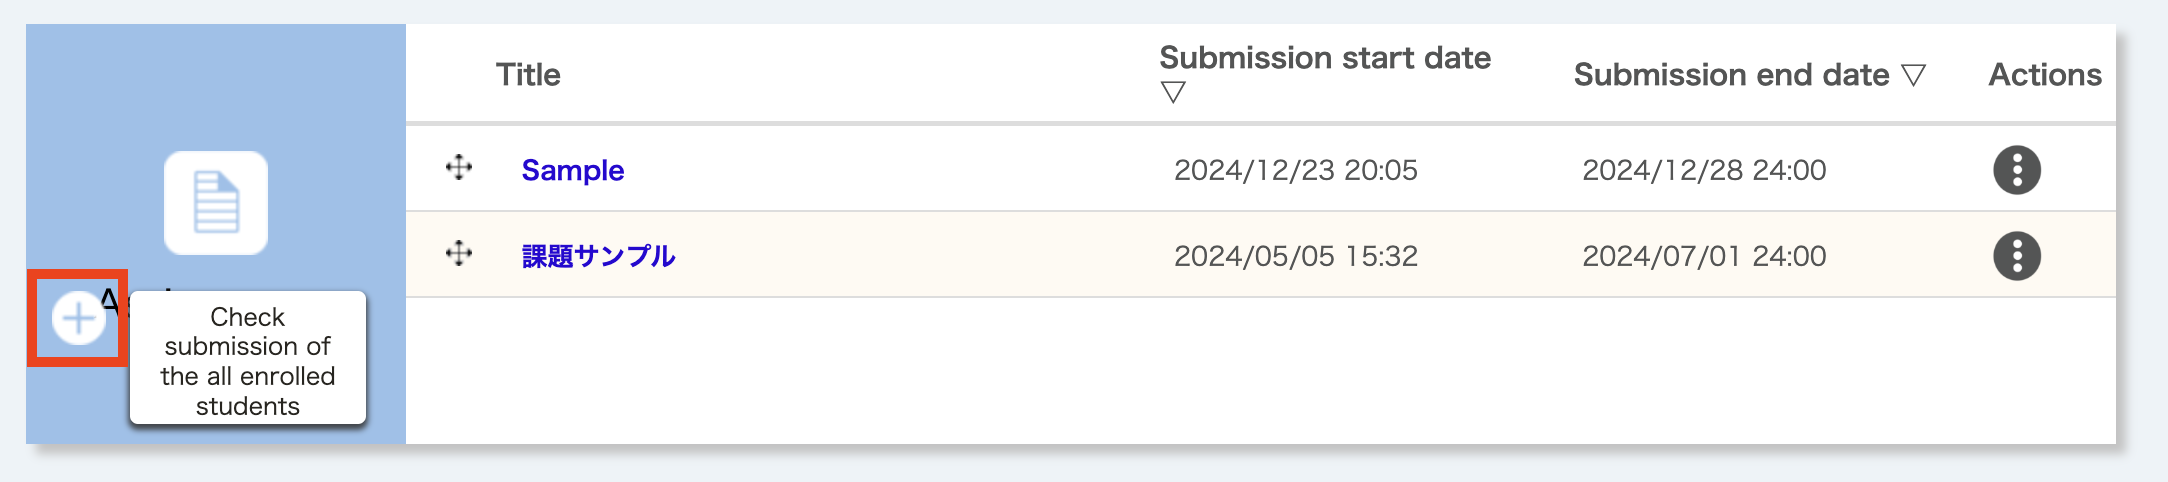 Title
Submission start date
▽
Submission end date ▽
Actions
Sample
2024/12/23 20:05
2024/12/28 24:00
課題サンプル
2024/05/05 15:32
2024/07/01 24:00
Check
submission of
the all enrolled
students